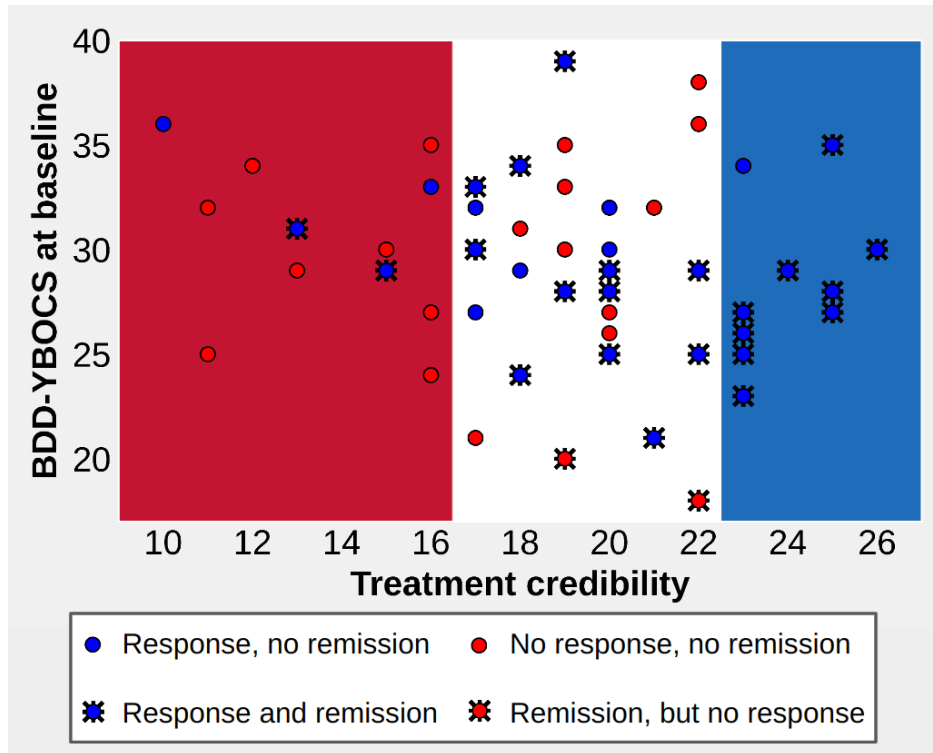 BDD-YBOCS at baseline
40
35
30
25
20
10 12 14 16 18 20 22 24 26
Treatment credibility
Response, no remission No response, no remission
Response and remission Remission, but no response